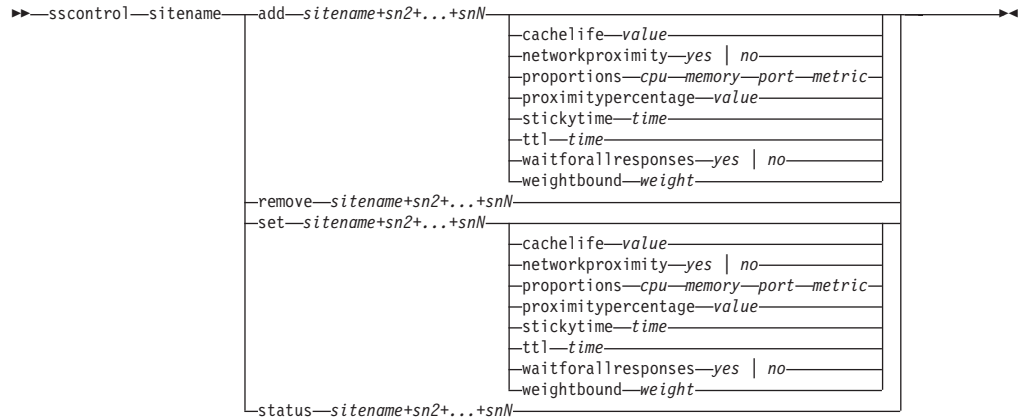 sscontrol sitename add sitename+sn2+...+snN
cachelife value
networkproximity yes | no
proportions cpu memory port metric
proximitypercentage value
stickytime time
ttl time
waitforallresponses yes | no
weightbound weight
remove sitename+sn2+...+snN
set sitename+sn2+...+snN
cachelife value
networkproximity yes | no
proportions cpu memory port metric
proximitypercentage value
stickytime time
ttl time
waitforallresponses yes | no
weightbound weight
status sitename+sn2+...+snN